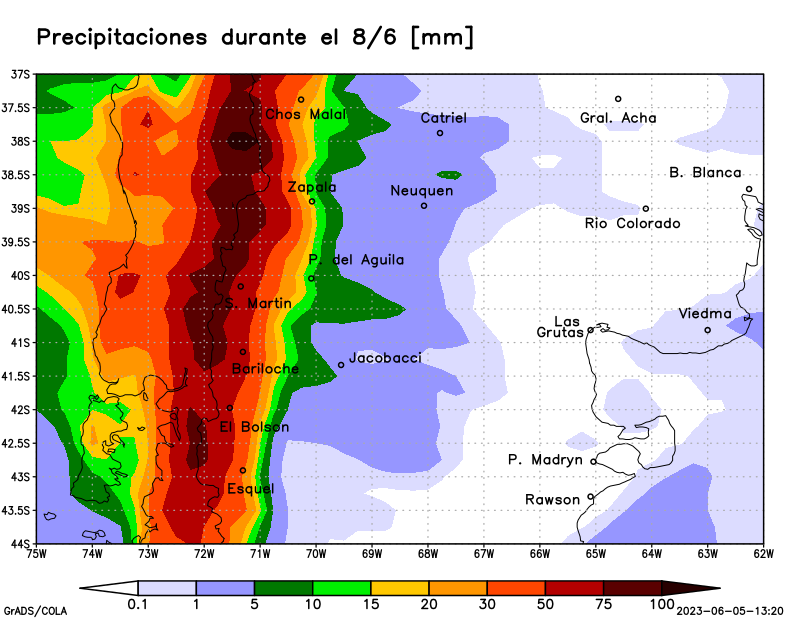 Precipitaciones durante el 8/6 [mm]
37S
37.5S
38S
38.5S
39S
39.5S
40S
40.5S
41S
41.5S
42S
42.5S
43S
43.5S
44S
Chos Malal
Catriel
Gral. Acha
B. Blanca
Zapala
Neuquen
Rio Colorado
P. del Aguila
S. Martin
Viedma
Las
Grutas
Jacobacci
Bariloche
El Bolson
P. Madryn
Esquel
Rawson
75W 74W 73W 72W 71W 70W 69W 68W 67W 66W 65W 64W 63W 62W
0.1 1 5 10 15 20 30 50 75 100
GrADS/COLA
2023-06-05-13:20